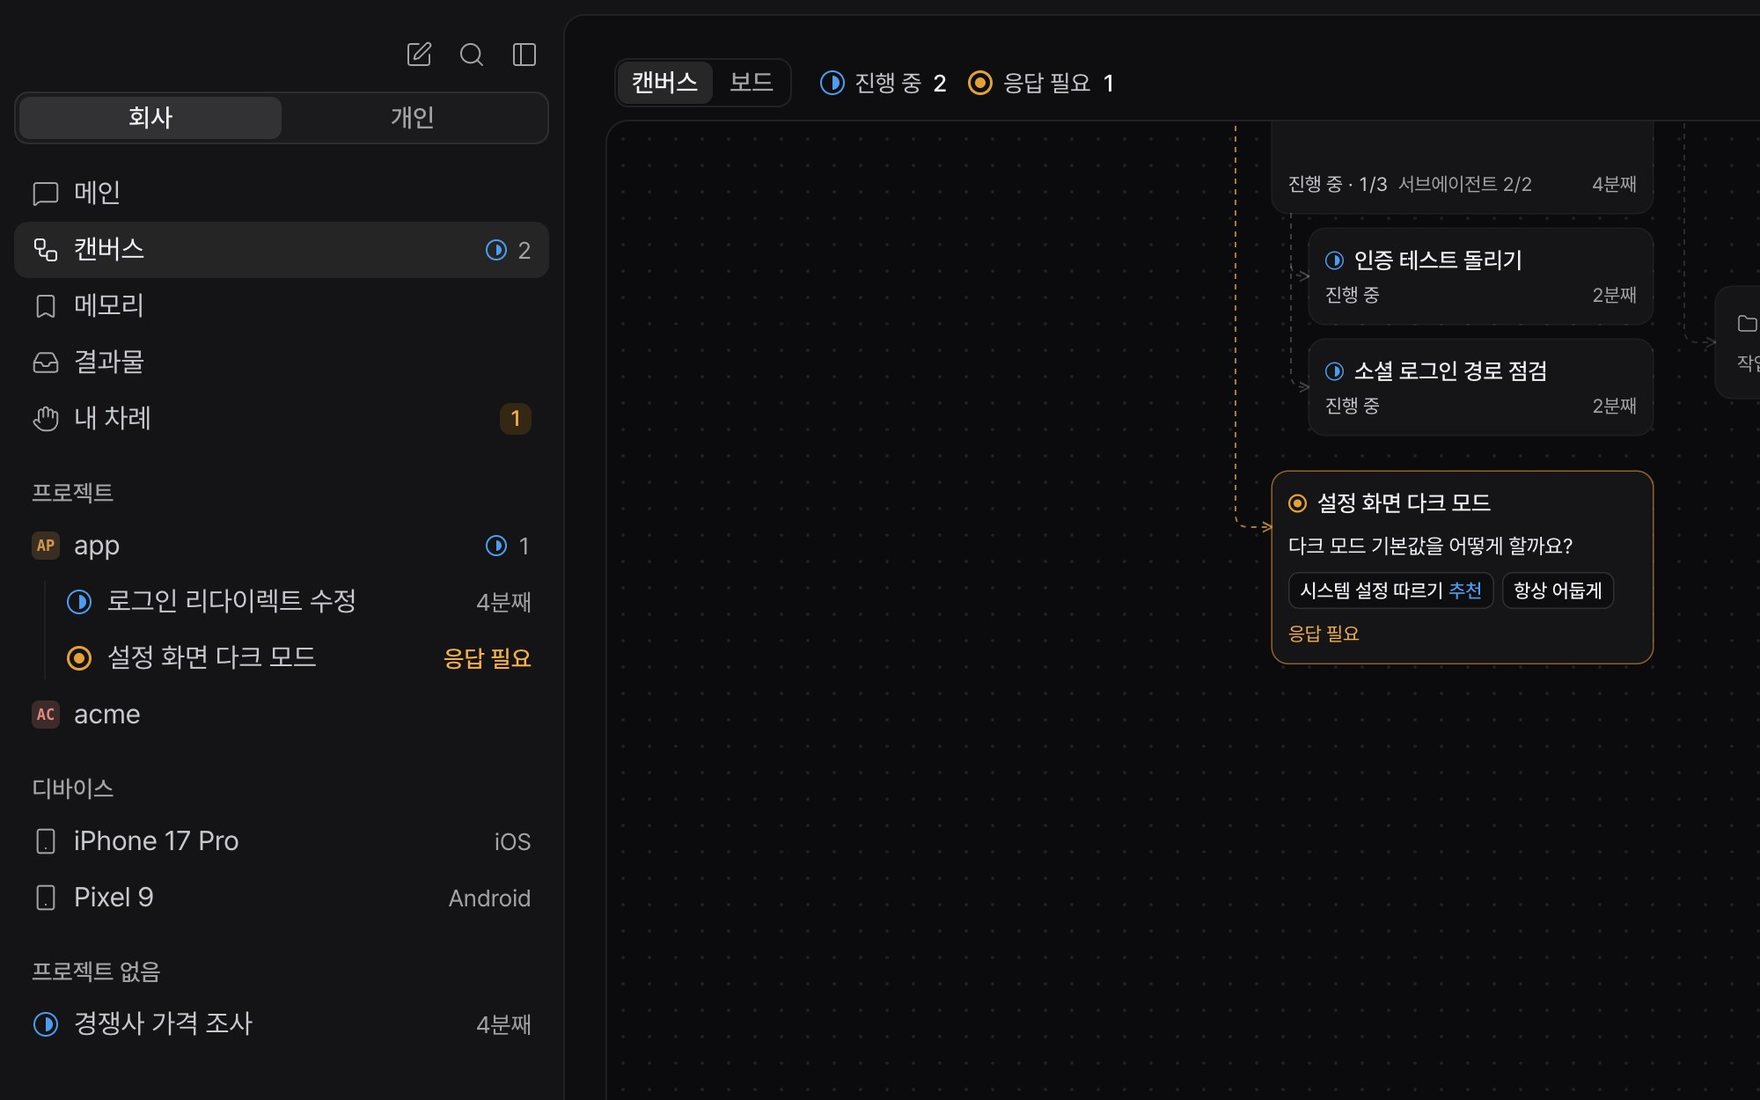 회사
개인
메인
캔버스 2
메모리
결과물
내 차례 1
프로젝트
AP app 1
로그인 리다이렉트 수정 4분째
설정 화면 다크 모드 응답 필요
AC acme
디바이스
iPhone 17 Pro iOS
Pixel 9 Android
프로젝트 없음
경쟁사 가격 조사 4분째
캔버스 보드 진행 중 2 응답 필요 1
진행 중 · 1/3 서브에이전트 2/2 4분째
인증 테스트 돌리기
진행 중 2분째
소셜 로그인 경로 점검
진행 중 2분째
설정 화면 다크 모드
다크 모드 기본값을 어떻게 할까요?
시스템 설정 따르기 추천 항상 어둡게
응답 필요